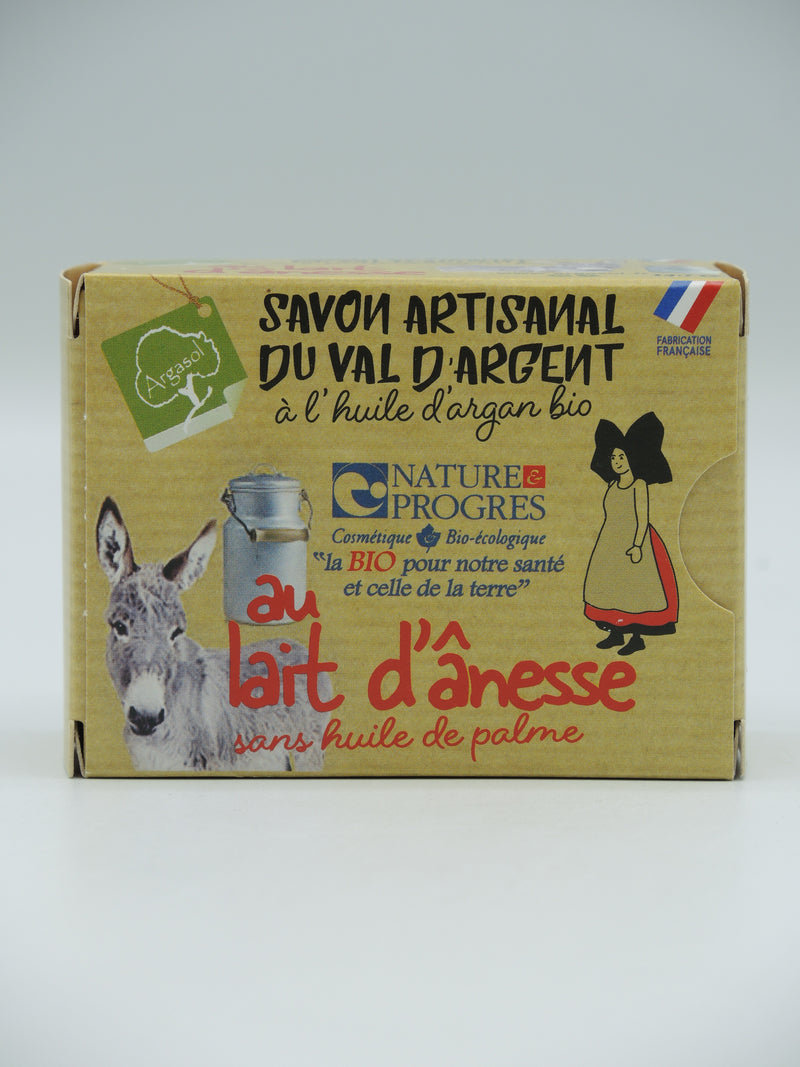 Argasol
SAVON ARTISANAL
DU VAL D'ARGENT
à l'huile d'argan bio
FABRICATION
FRANÇAISE
NATURE &
PROGRES
Cosmétique Bio-écologique
"la BIO pour notre santé
et celle de la terre"
au
lait d'ânesse
sans huile de palme